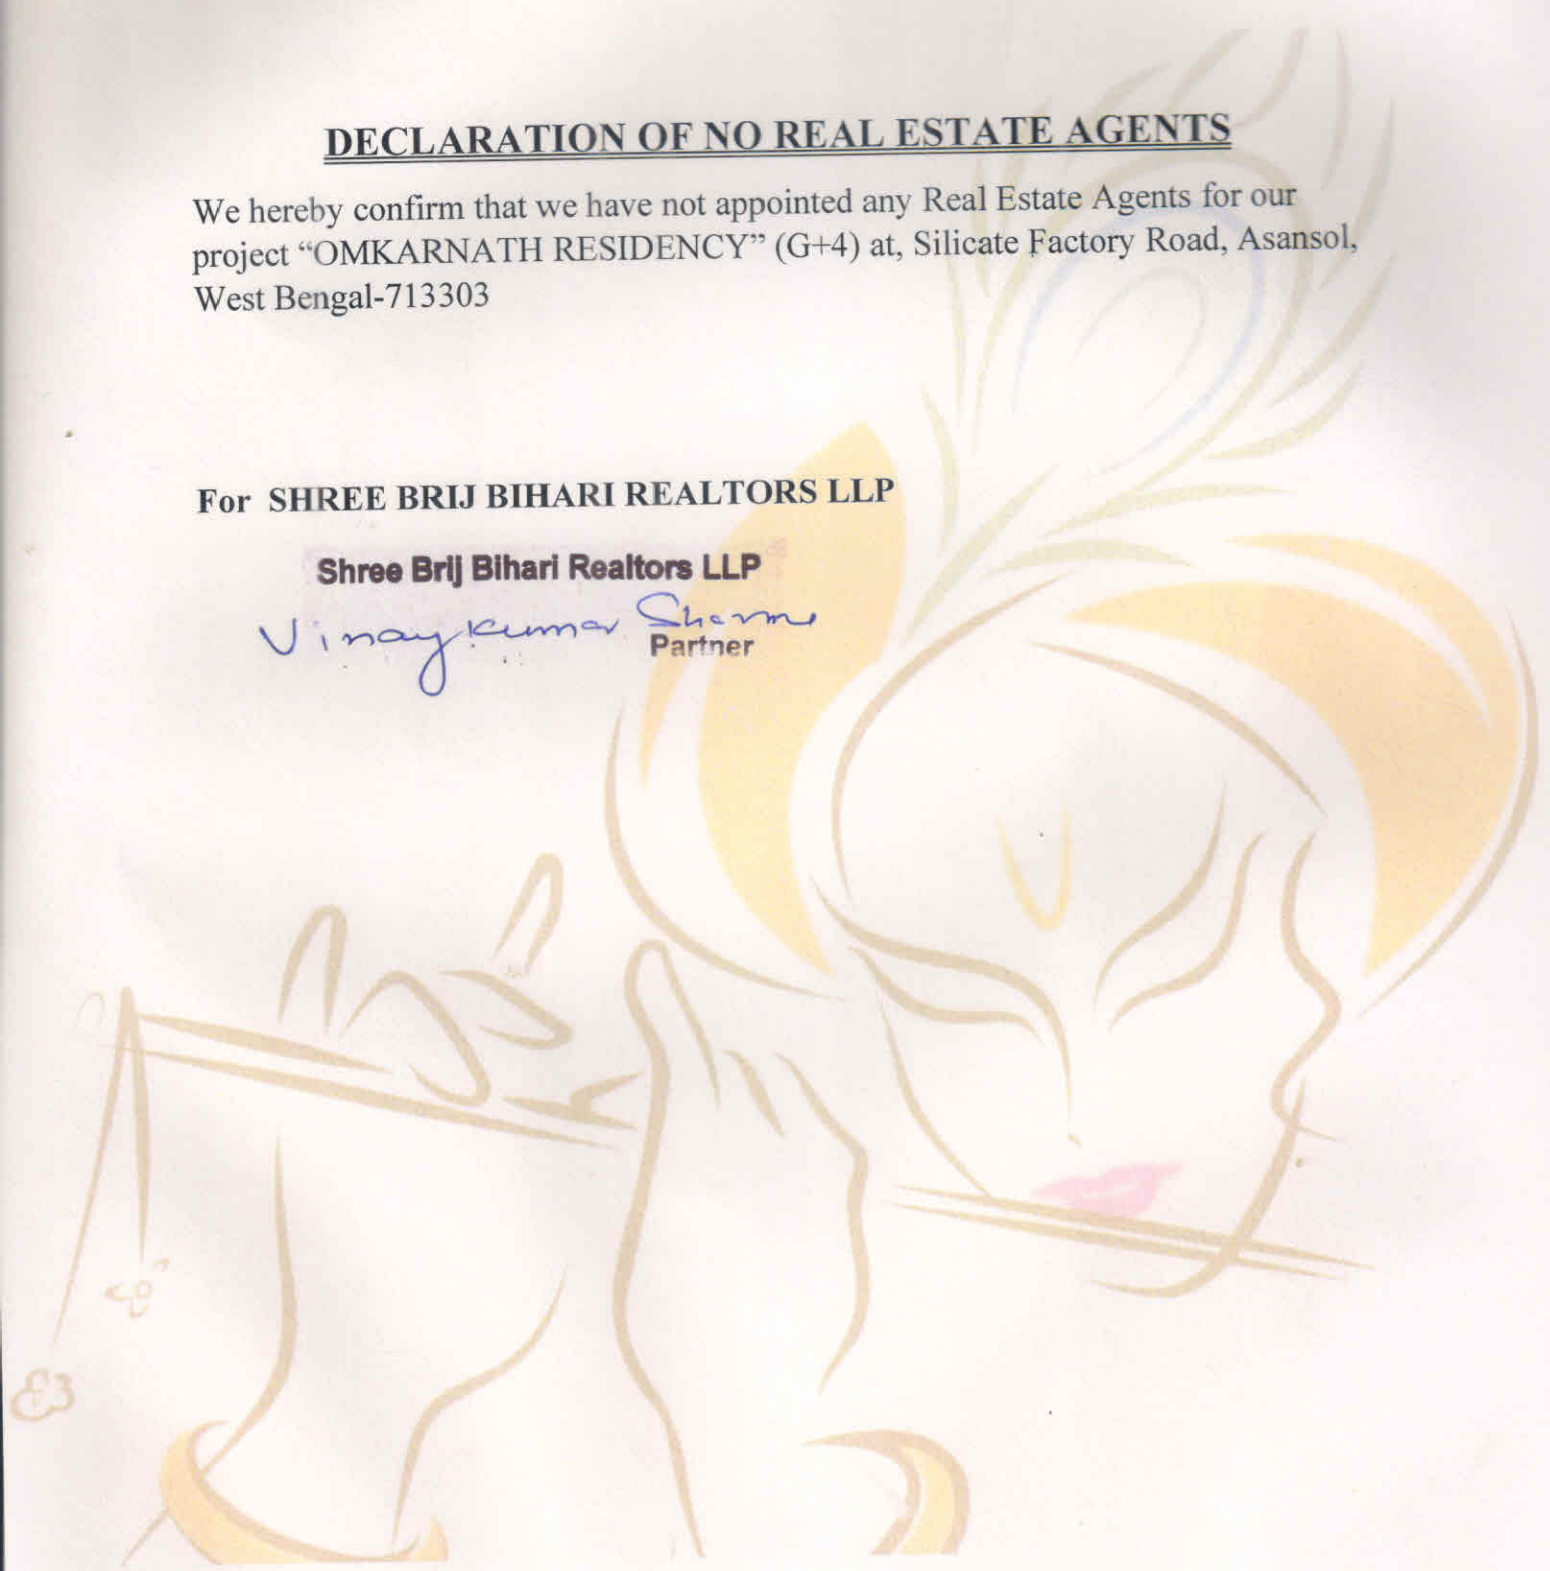 DECLARATION OF NO REAL ESTATE AGENTS
We hereby confirm that we have not appointed any Real Estate Agents for our
project “OMKARNATH RESIDENCY” (G+4) at, Silicate Factory Road, Asansol,
West Bengal-713303
For SHREE BRIJ BIHARI REALTORS LLP
Shree Brij Bihari Realtors LLP
Vinay Kumar Sharma
Partner